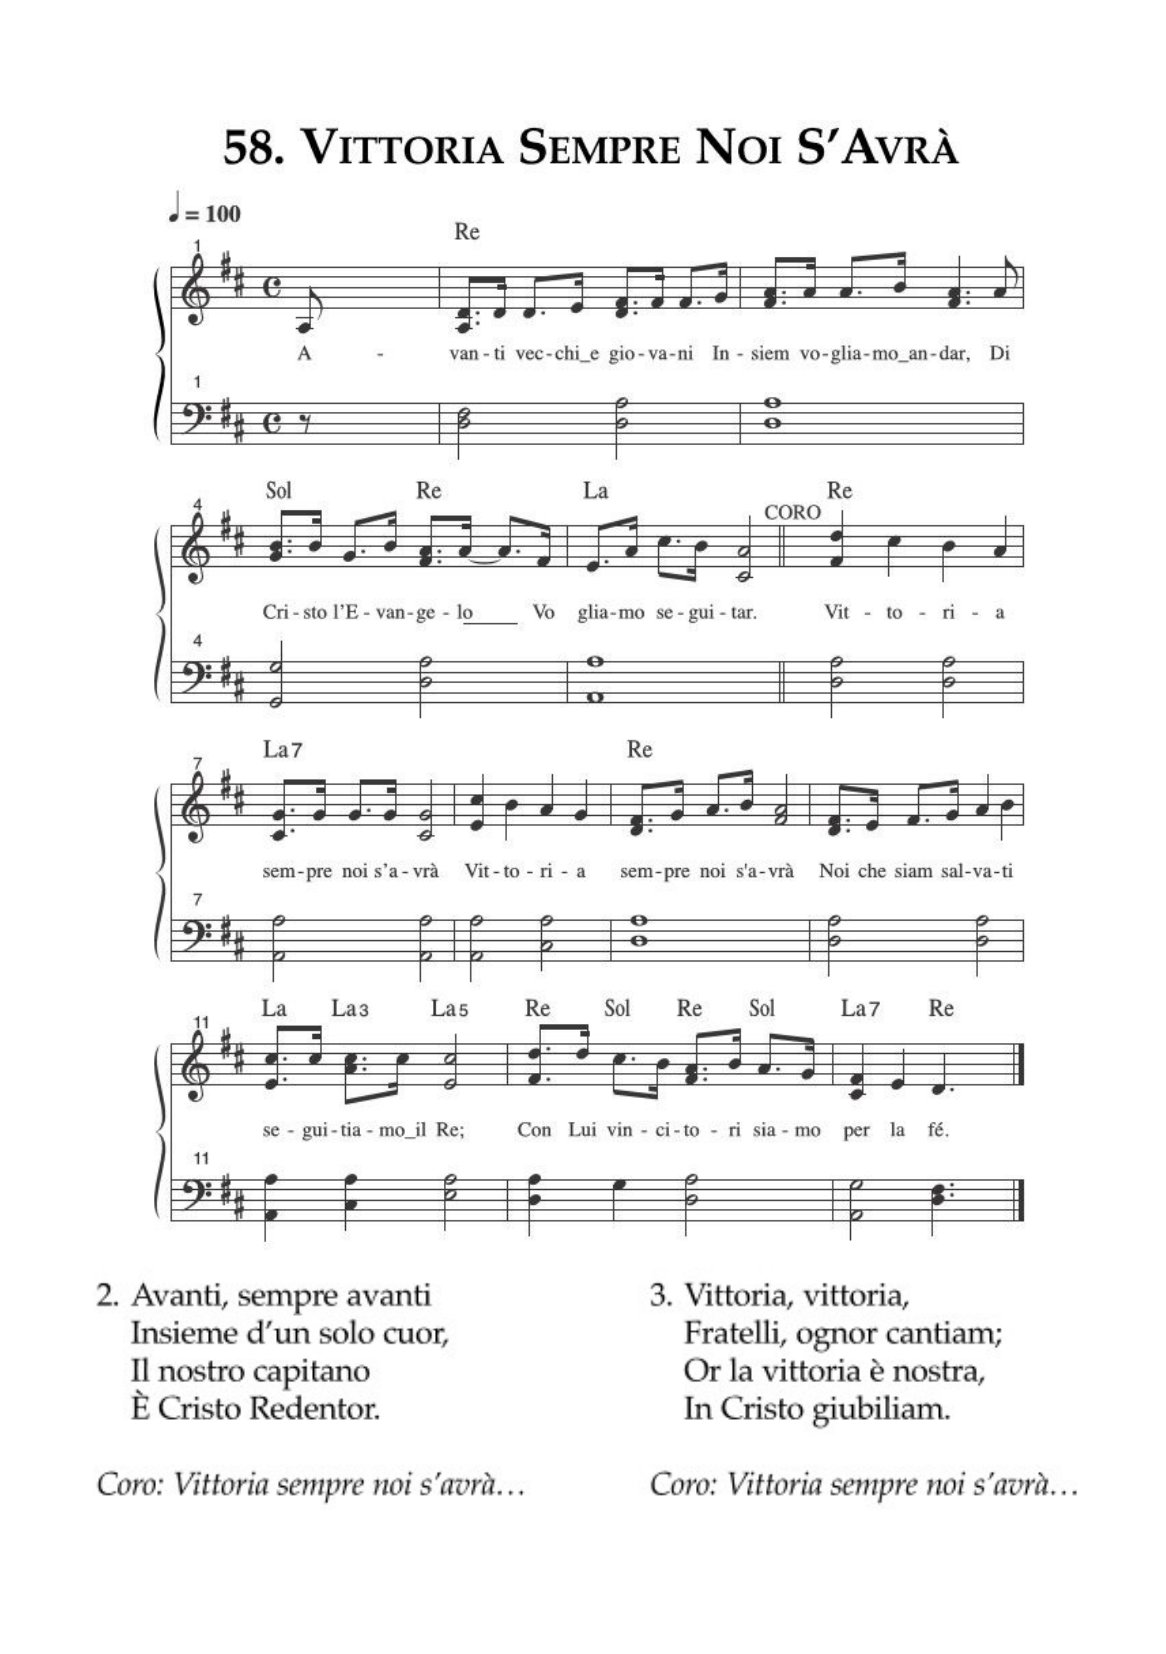 58. VITTORIA SEMPRE NOI S'AVRÀ
= 100
Re
1
A - van - ti vec - chi_e gio - va - ni In - siem vo - glia - mo_an - dar, Di
1
Sol Re La Re
4
CORO
Cri - sto l'E - van - ge - lo_____ Vo glia - mo se - gui - tar. Vit - to - ri - a
4
La7 Re
7
sem - pre noi s'a - vrà Vit - to - ri - a sem - pre noi s'a - vrà Noi che siam sal - va - ti
7
La La3 La5 Re Sol Re Sol La7 Re
11
se - gui - tia - mo_il Re; Con Lui vin - ci - to - ri sia - mo per la fé.
11
2. Avanti, sempre avanti
Insieme d'un solo cuor,
Il nostro capitano
È Cristo Redentor.
Coro: Vittoria sempre noi s'avrà…
3. Vittoria, vittoria,
Fratelli, ognor cantiam;
Or la vittoria è nostra,
In Cristo giubiliam.
Coro: Vittoria sempre noi s'avrà…